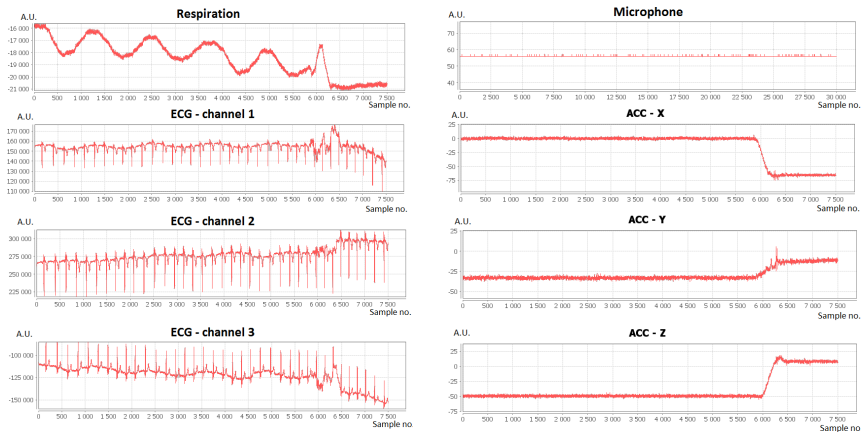 Respiration
A.U.
-16 000
-17 000
-18 000
-19 000
-20 000
-21 000
0 500 1 000 1 500 2 000 2 500 3 000 3 500 4 000 4 500 5 000 5 500 6 000 6 500 7 000 7 500
Sample no.
ECG - channel 1
A.U.
170 000
160 000
150 000
140 000
130 000
120 000
110 000
0 500 1 000 1 500 2 000 2 500 3 000 3 500 4 000 4 500 5 000 5 500 6 000 6 500 7 000 7 500
Sample no.
ECG - channel 2
A.U.
300 000
275 000
250 000
225 000
0 500 1 000 1 500 2 000 2 500 3 000 3 500 4 000 4 500 5 000 5 500 6 000 6 500 7 000 7 500
Sample no.
ECG - channel 3
A.U.
-100 000
-125 000
-150 000
0 500 1 000 1 500 2 000 2 500 3 000 3 500 4 000 4 500 5 000 5 500 6 000 6 500 7 000 7 500
Sample no.
Microphone
A.U.
70
60
50
40
0 2 500 5 000 7 500 10 000 12 500 15 000 17 500 20 000 22 500 25 000 27 500 30 000
Sample no.
ACC - X
A.U.
25
0
-25
-50
-75
0 500 1 000 1 500 2 000 2 500 3 000 3 500 4 000 4 500 5 000 5 500 6 000 6 500 7 000 7 500
Sample no.
ACC - Y
A.U.
25
0
-25
-50
0 500 1 000 1 500 2 000 2 500 3 000 3 500 4 000 4 500 5 000 5 500 6 000 6 500 7 000 7 500
Sample no.
ACC - Z
A.U.
25
0
-25
-50
-75
0 500 1 000 1 500 2 000 2 500 3 000 3 500 4 000 4 500 5 000 5 500 6 000 6 500 7 000 7 500
Sample no.